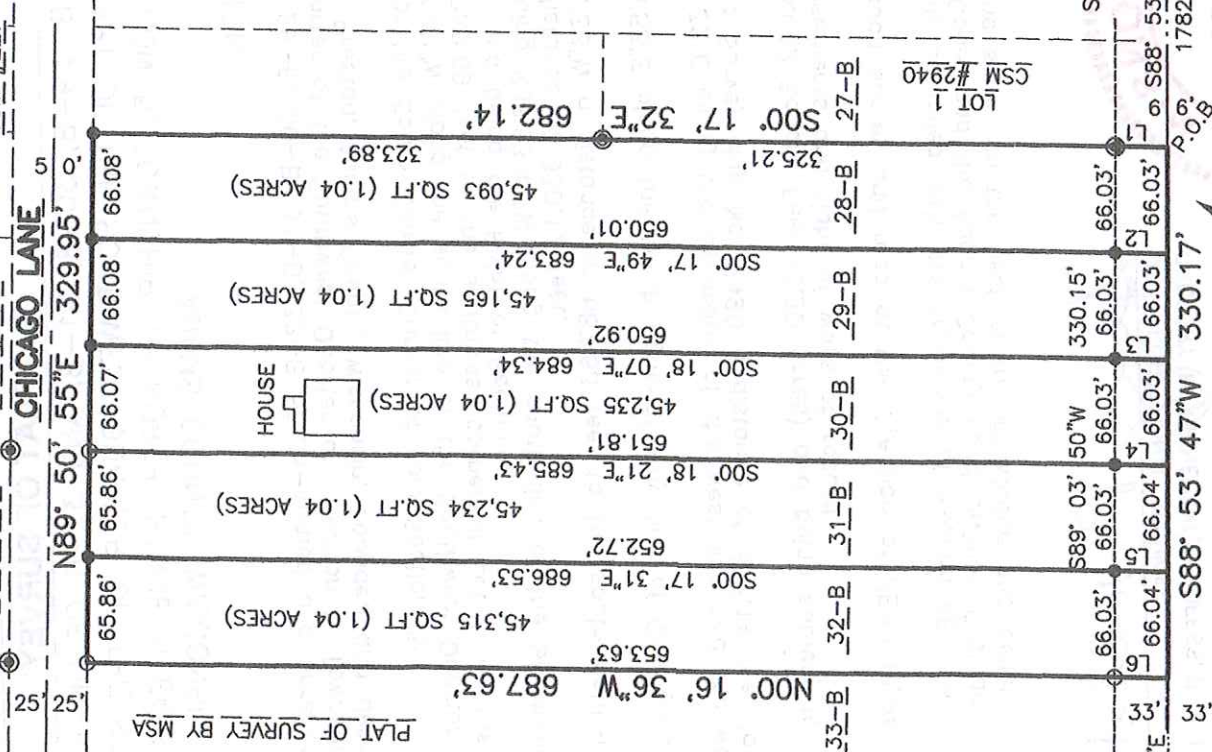 S
S88° 53
1782
6' 6"
P.O.B
LOT 1
CSM #2940
27-B
S00° 17' 32"E 682.14'
323.89'
325.21'
L1
5 0'
66.08'
45,093 SQ.FT (1.04 ACRES)
28-B
66.03'
66.03'
650.01'
L2
S00° 17' 49"E 683.24'
CHICAGO LANE
N89° 50' 55"E 329.95'
66.08'
45,165 SQ.FT (1.04 ACRES)
29-B
330.15'
66.03'
66.03'
330.17'
650.92'
L3
S00° 18' 07"E 684.34'
HOUSE
66.07'
45,235 SQ.FT (1.04 ACRES)
30-B
S89° 03' 50"W
66.03'
66.03'
651.81'
L4
S00° 18' 21"E 685.43'
65.86'
45,234 SQ.FT (1.04 ACRES)
31-B
66.03'
66.04'
S88° 53' 47"W
652.72'
L5
S00° 17' 31"E 686.53'
65.86'
45,315 SQ.FT (1.04 ACRES)
32-B
66.03'
66.04'
653.63'
L6
N00° 16' 36"W 687.63'
25' 25'
PLAT OF SURVEY BY MSA
33-B
33' 33'
E.